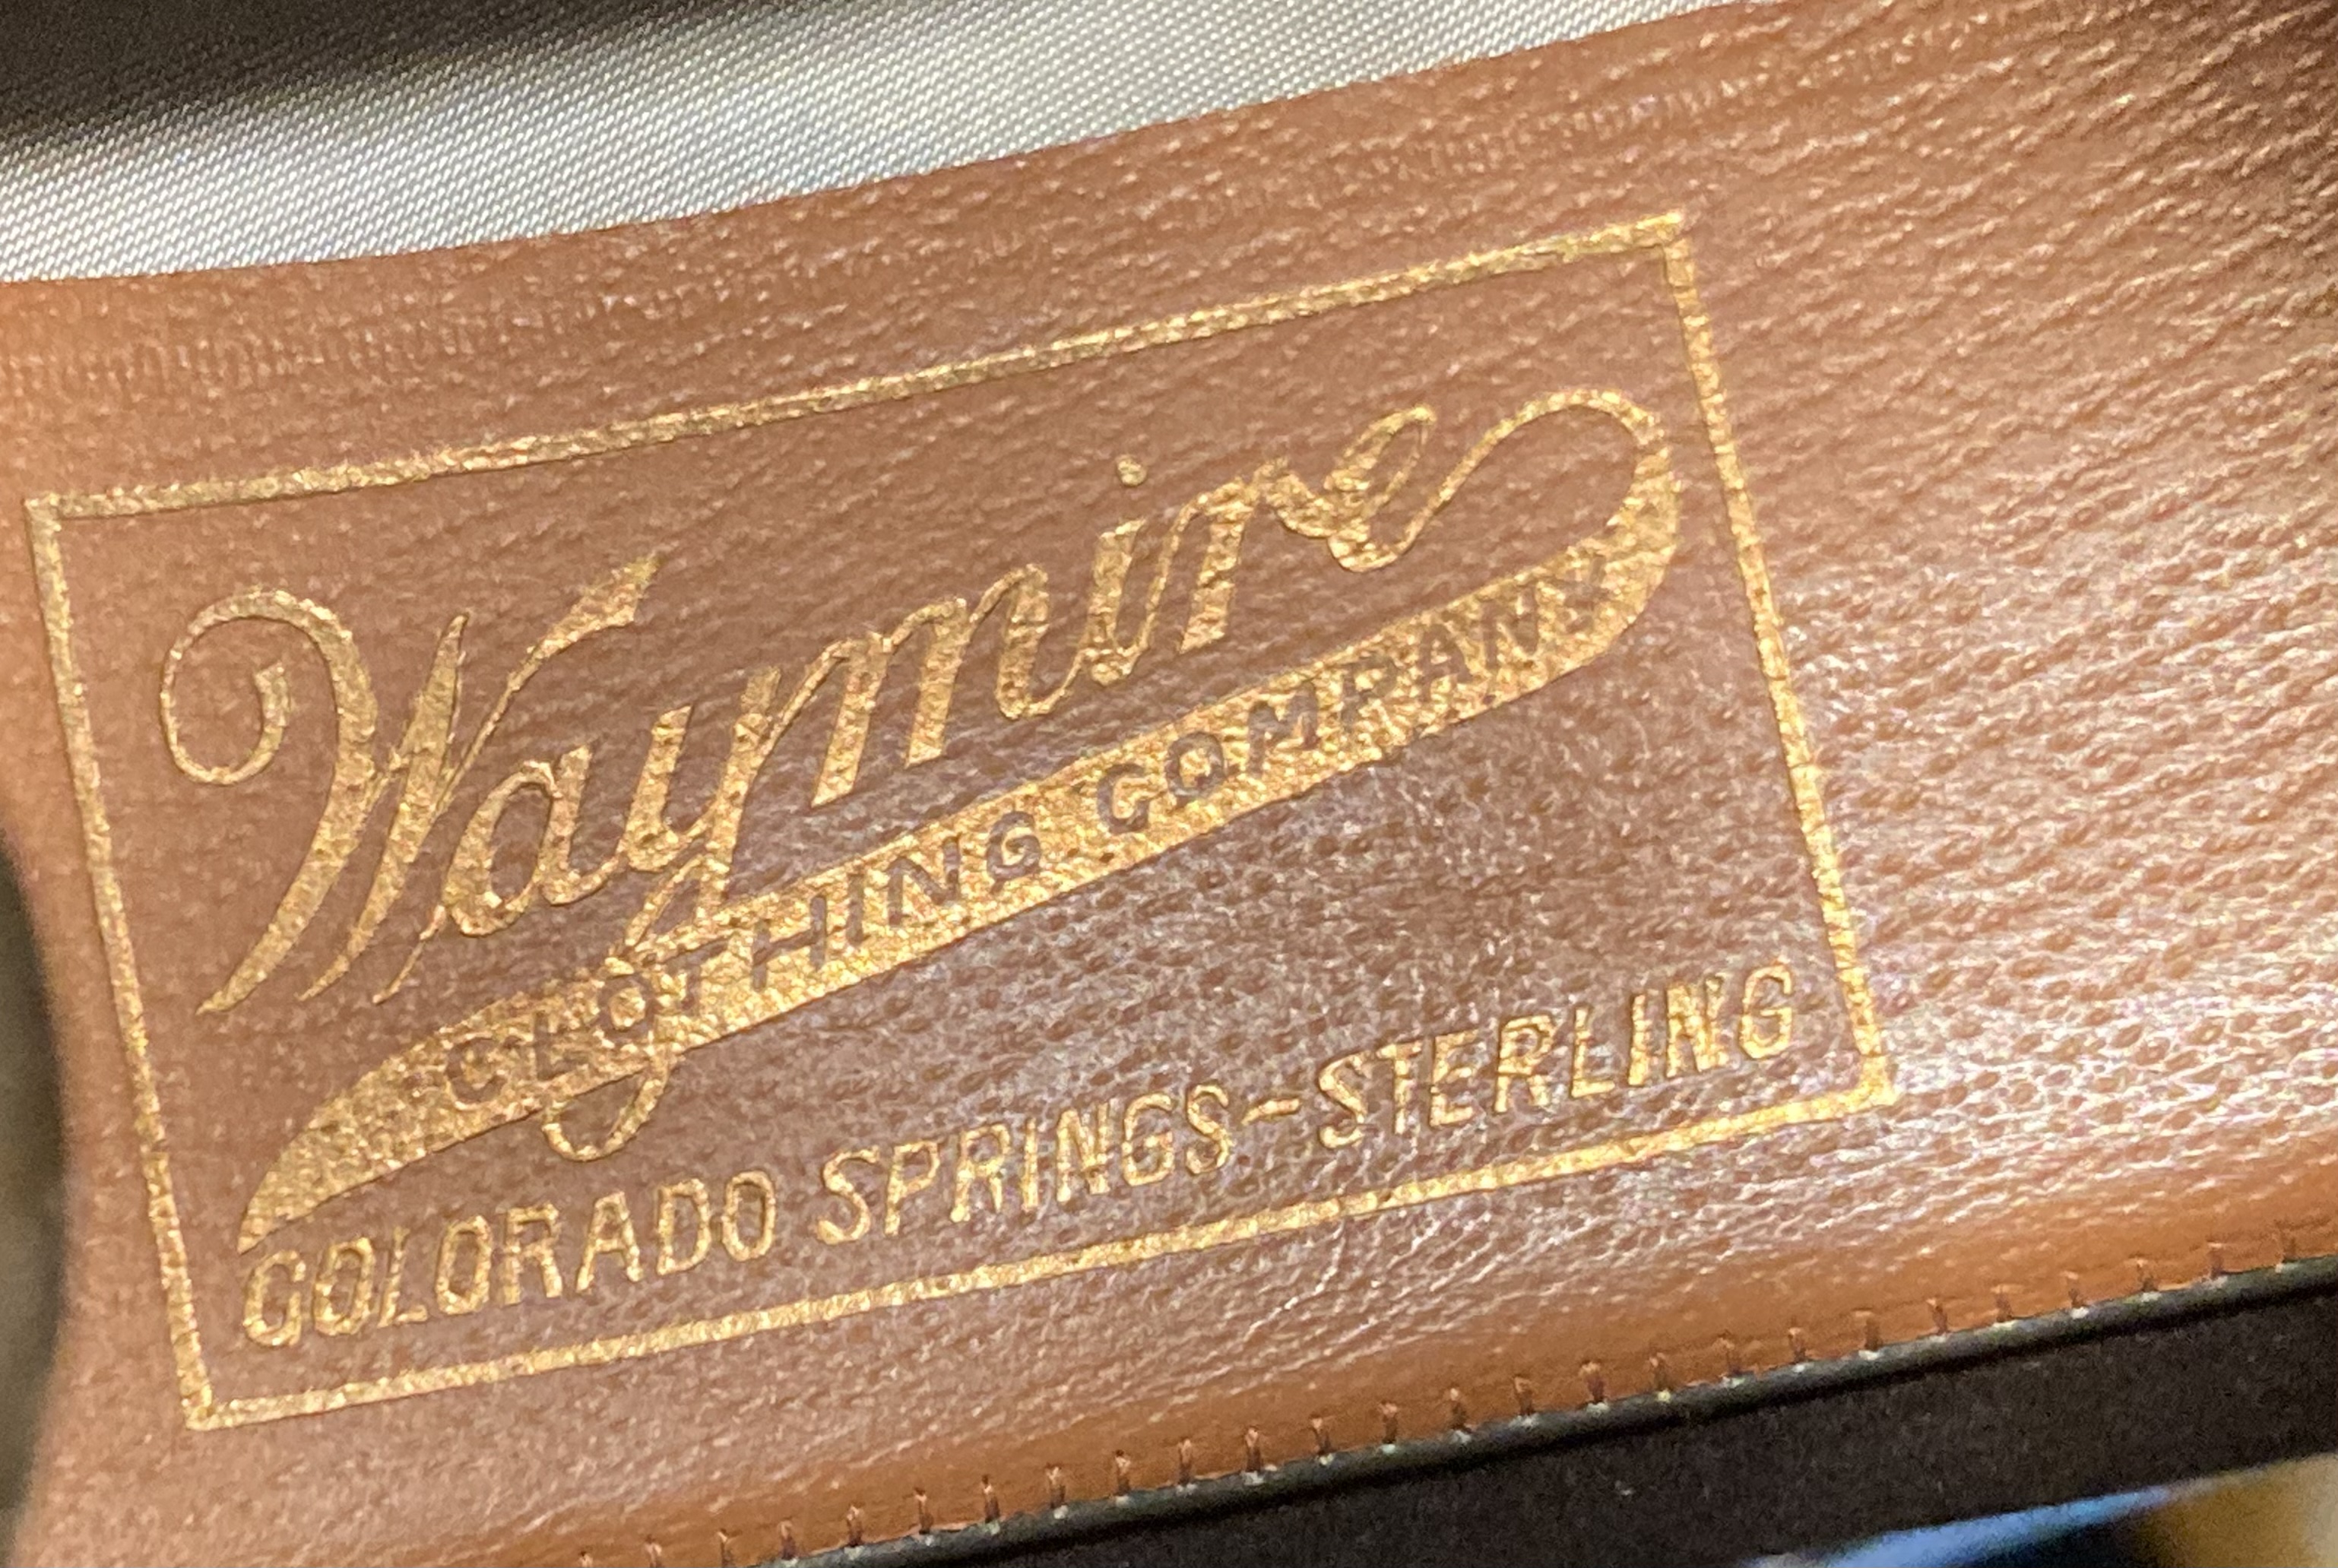 Waymire
CLOTHING COMPANY
COLORADO SPRINGS-STERLING